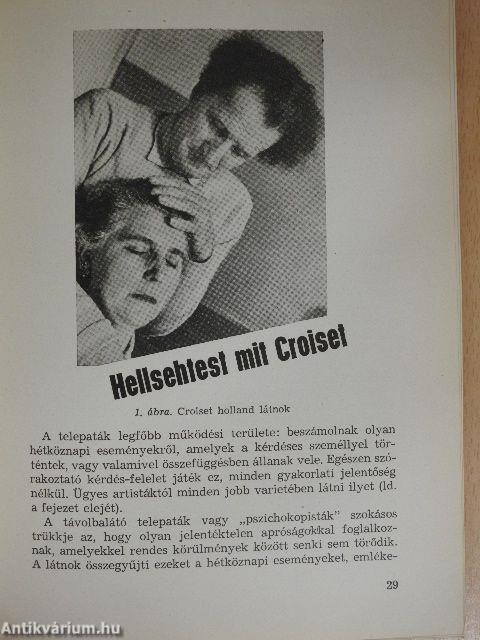 Hellsehtest mit Croiset
1. ábra. Croiset holland látnok
A telepaták legfőbb működési területe: beszámolnak olyan
hétköznapi eseményekről, amelyek a kérdéses személlyel tör-
téntek, vagy valamivel összefüggésben állanak vele. Egészen szó-
rakoztató kérdés-felelet játék ez, minden gyakorlati jelentőség
nélkül. Ügyes artistáktól minden jobb varietében látni ilyet (ld.
a fejezet elejét).
A távolbalátó telepaták vagy „pszichokopisták" szokásos
trükkje az, hogy olyan jelentéktelen apróságokkal foglalkoz-
nak, amelyekkel rendes körülmények között senki sem törődik.
A látnok összegyűjti ezeket a hétköznapi eseményeket, emléke-
29
Antikvárium.hu